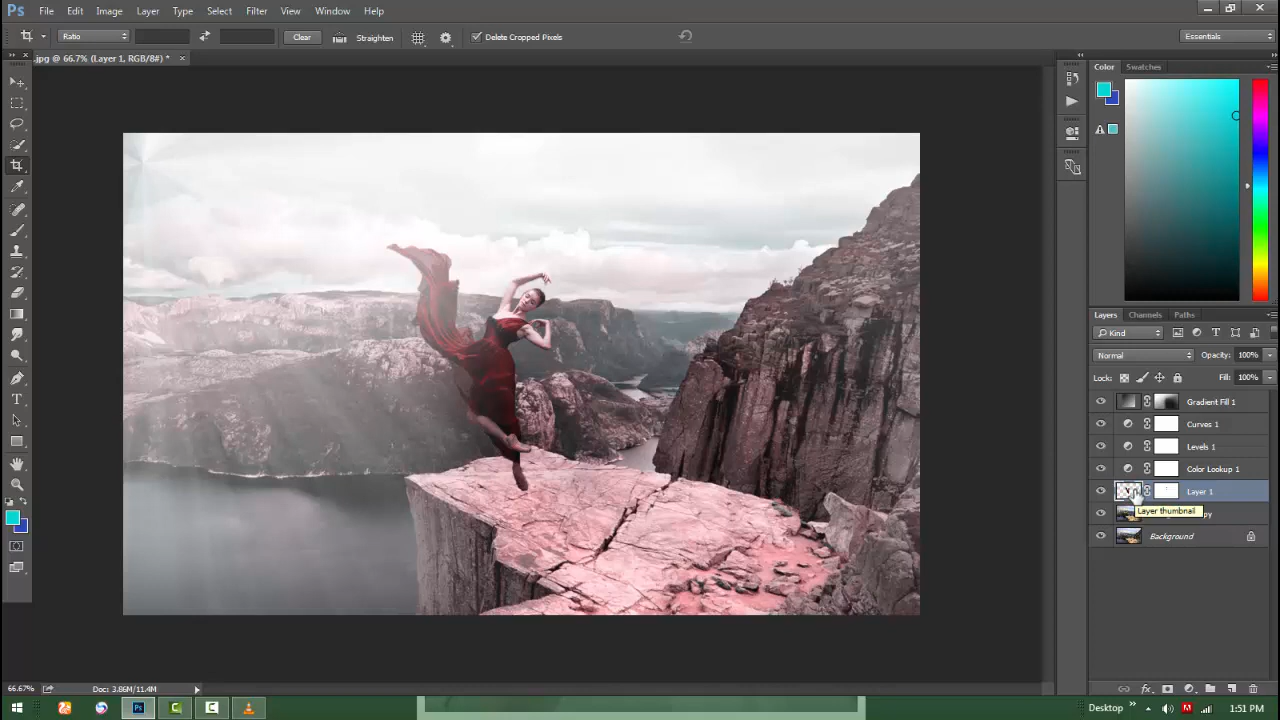 Ps File Edit Image Layer Type Select Filter View Window Help
Ratio Clear Straighten Delete Cropped Pixels Essentials
.jpg @ 66.7% (Layer 1, RGB/8#) *
Color Swatches
Layers Channels Paths
Kind
Normal Opacity: 100%
Lock: Fill: 100%
Gradient Fill 1
Curves 1
Levels 1
Color Lookup 1
Layer 1
Layer thumbnail
Background
66.67% Doc: 3.86M/11.4M
Ps Desktop 1:51 PM